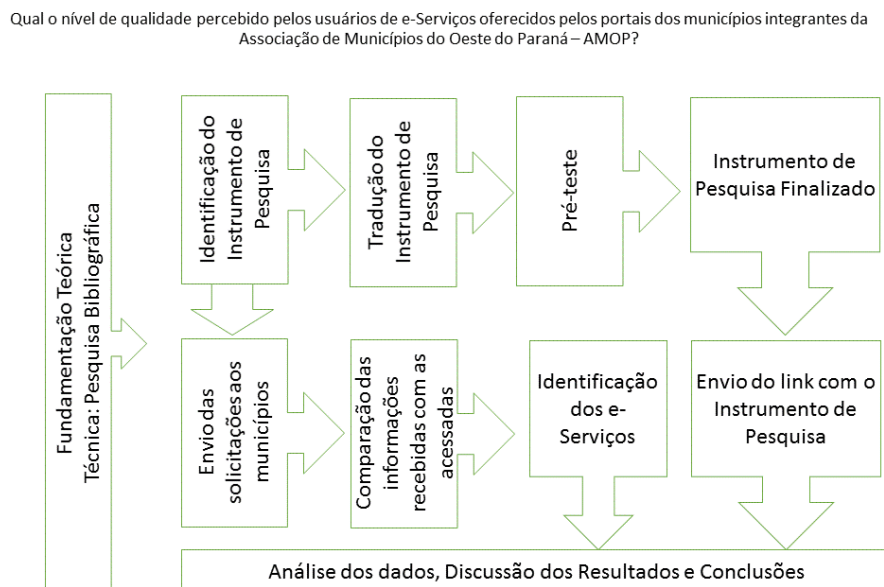 Qual o nível de qualidade percebido pelos usuários de e-Serviços oferecidos pelos portais dos municípios integrantes da
Associação de Municípios do Oeste do Paraná – AMOP?
Fundamentação Teórica
Técnica: Pesquisa Bibliográfica
Identificação do
Instrumento de
Pesquisa
Tradução do
Instrumento de
Pesquisa
Pré-teste
Instrumento de
Pesquisa Finalizado
Envio das
solicitações aos
municípios
Comparação das
informações
recebidas com as
acessadas
Identificação
dos e-
Serviços
Envio do link com o
Instrumento de
Pesquisa
Análise dos dados, Discussão dos Resultados e Conclusões